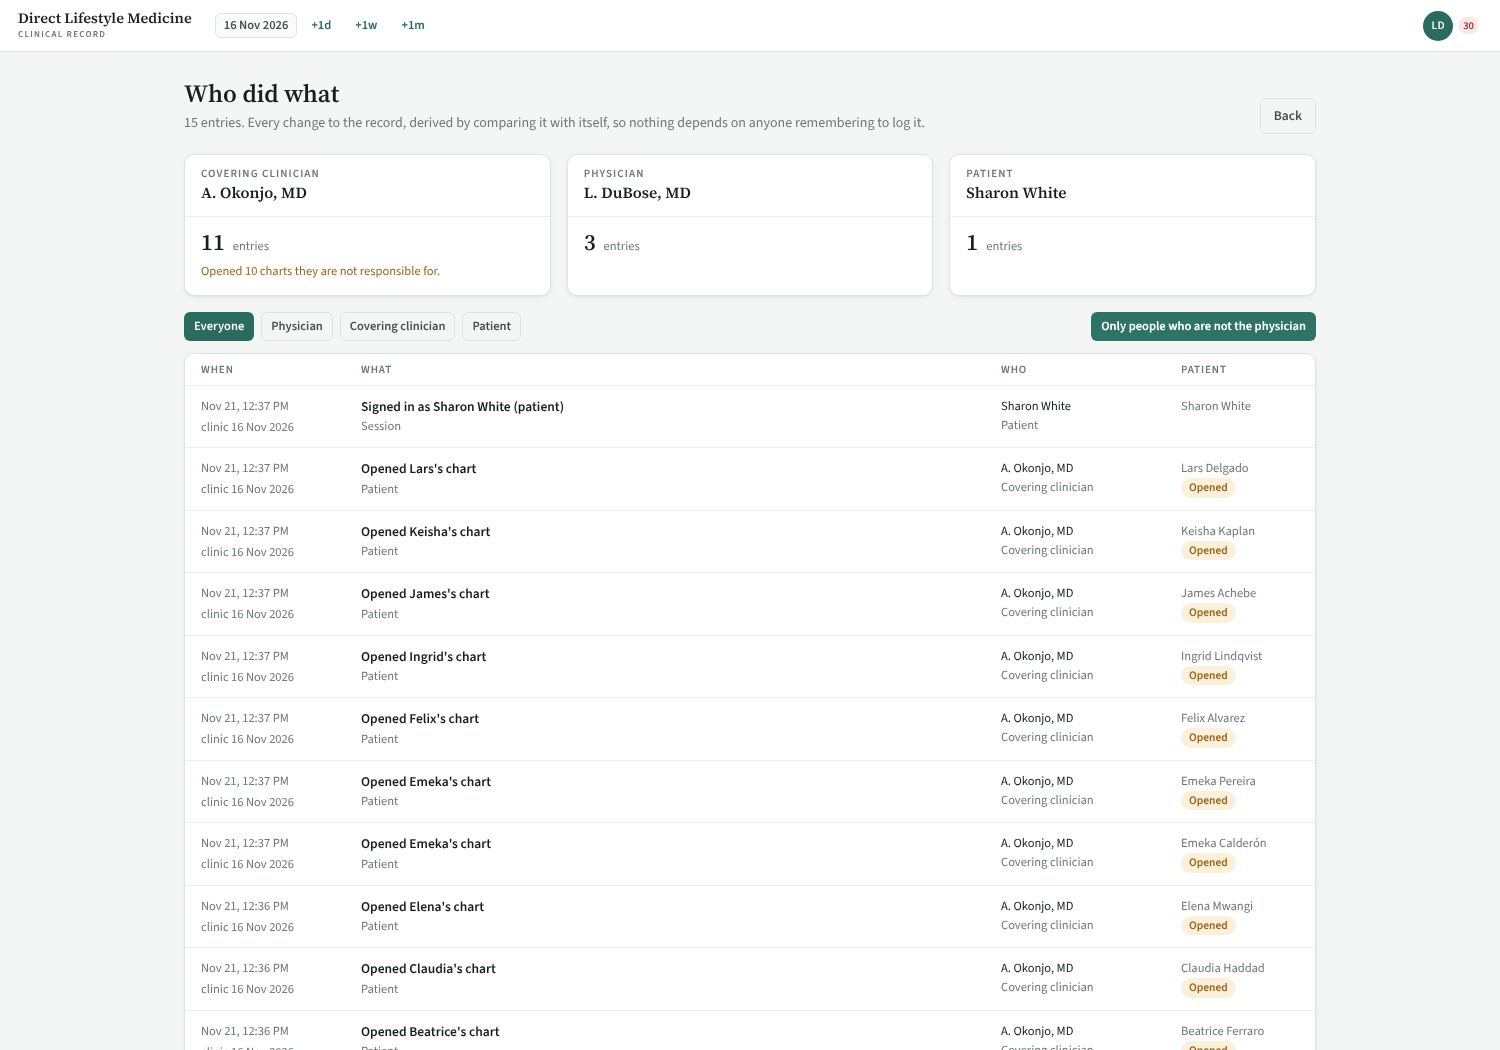 Direct Lifestyle Medicine
CLINICAL RECORD
16 Nov 2026 +1d +1w +1m
LD 30
Who did what
15 entries. Every change to the record, derived by comparing it with itself, so nothing depends on anyone remembering to log it.
Back
COVERING CLINICIAN
A. Okonjo, MD
11 entries
Opened 10 charts they are not responsible for.
PHYSICIAN
L. DuBose, MD
3 entries
PATIENT
Sharon White
1 entries
Everyone Physician Covering clinician Patient
Only people who are not the physician
WHEN WHAT WHO PATIENT
Nov 21, 12:37 PM Signed in as Sharon White (patient) Sharon White Sharon White
clinic 16 Nov 2026 Session Patient
Nov 21, 12:37 PM Opened Lars's chart A. Okonjo, MD Lars Delgado
clinic 16 Nov 2026 Patient Covering clinician Opened
Nov 21, 12:37 PM Opened Keisha's chart A. Okonjo, MD Keisha Kaplan
clinic 16 Nov 2026 Patient Covering clinician Opened
Nov 21, 12:37 PM Opened James's chart A. Okonjo, MD James Achebe
clinic 16 Nov 2026 Patient Covering clinician Opened
Nov 21, 12:37 PM Opened Ingrid's chart A. Okonjo, MD Ingrid Lindqvist
clinic 16 Nov 2026 Patient Covering clinician Opened
Nov 21, 12:37 PM Opened Felix's chart A. Okonjo, MD Felix Alvarez
clinic 16 Nov 2026 Patient Covering clinician Opened
Nov 21, 12:37 PM Opened Emeka's chart A. Okonjo, MD Emeka Pereira
clinic 16 Nov 2026 Patient Covering clinician Opened
Nov 21, 12:37 PM Opened Emeka's chart A. Okonjo, MD Emeka Calderón
clinic 16 Nov 2026 Patient Covering clinician Opened
Nov 21, 12:36 PM Opened Elena's chart A. Okonjo, MD Elena Mwangi
clinic 16 Nov 2026 Patient Covering clinician Opened
Nov 21, 12:36 PM Opened Claudia's chart A. Okonjo, MD Claudia Haddad
clinic 16 Nov 2026 Patient Covering clinician Opened
Nov 21, 12:36 PM Opened Beatrice's chart A. Okonjo, MD Beatrice Ferraro
clinic 16 Nov 2026 Patient Covering clinician Opened